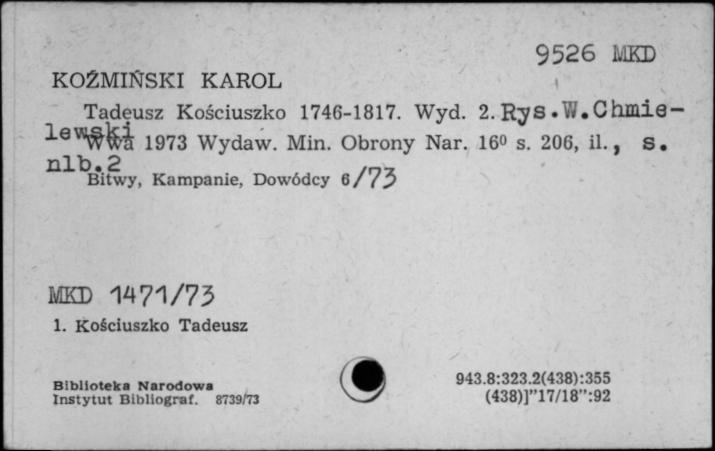 9526 MKD
KOŹMIŃSKI KAROL
Tadeusz Kościuszko 1746-1817. Wyd. 2. Rys.W.Chmie-
lewski
Wwa 1973 Wydaw. Min. Obrony Nar. 16⁰ s. 206, il., s.
nlb.2
Bitwy, Kampanie, Dowódcy 6/73
MKD 1471/73
1. Kościuszko Tadeusz
Biblioteka Narodowa
Instytut Bibliograf. 8739/73
943.8:323.2(438):355
(438)]"17/18":92